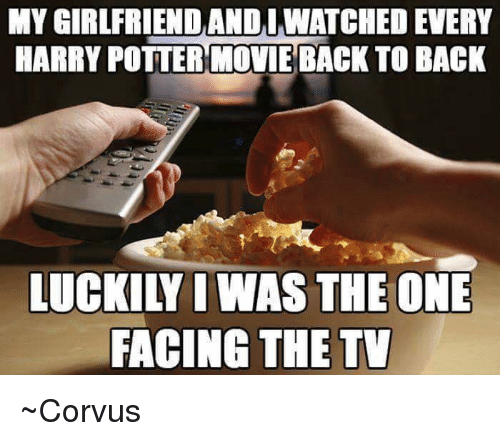 MY GIRLFRIEND AND I WATCHED EVERY
HARRY POTTER MOVIE BACK TO BACK
LUCKILY I WAS THE ONE
FACING THE TV
~Corvus